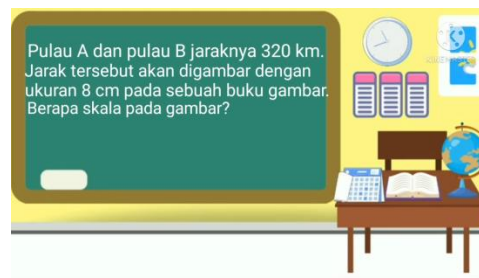 Pulau A dan pulau B jaraknya 320 km.
Jarak tersebut akan digambar dengan
ukuran 8 cm pada sebuah buku gambar.
Berapa skala pada gambar?